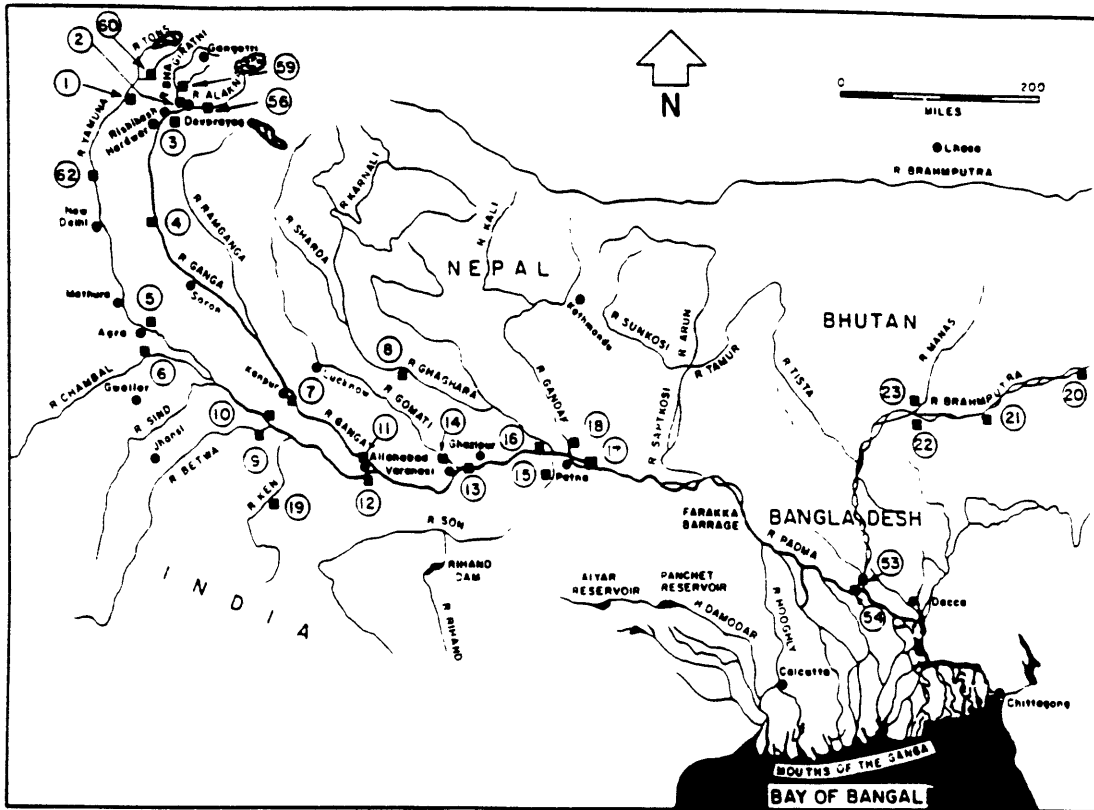 60
2
R TONS
R BHAGIRATHI
Gangotri
59
1
R ALAKN
56
N
0 200
MILES
R YAMUNA
Rishikesh
Hardwar
Devprayag
3
Lhasa
R BRAHMPUTRA
62
R KARNALI
New
Delhi
4
R RAMGANGA
R SHARDA
R KALI
NEPAL
R GANGA
Soron
Mathura
Kathmandu
R SUNKOSI
R ARUN
BHUTAN
5
Agra
R TAMUR
R MANAS
R TISTA
6
8
R GHAGHARA
R CHAMBAL
Gwalior
Lucknow
R GANDAF
20
R BRAHMPUTRA
23
21
22
Kanpur
7
R GOMATI
R SAPTKOSI
R SIND
10
R GANGA
11
14
Ghazipur
16
18
17
Jhansi
R BETWA
9
Allahabad
Varanasi
13
15
Patna
12
R KEN
19
FARAKKA
BARRAGE
BANGLADESH
R SON
R PADMA
RIHAND
DAM
53
INDIA
AIYAR
RESERVOIR
PANCHET
RESERVOIR
R DAMODAR
R HOOGHLY
Dacca
54
R RIHAND
Calcutta
Chittagong
MOUTHS OF THE GANGA
BAY OF BANGAL